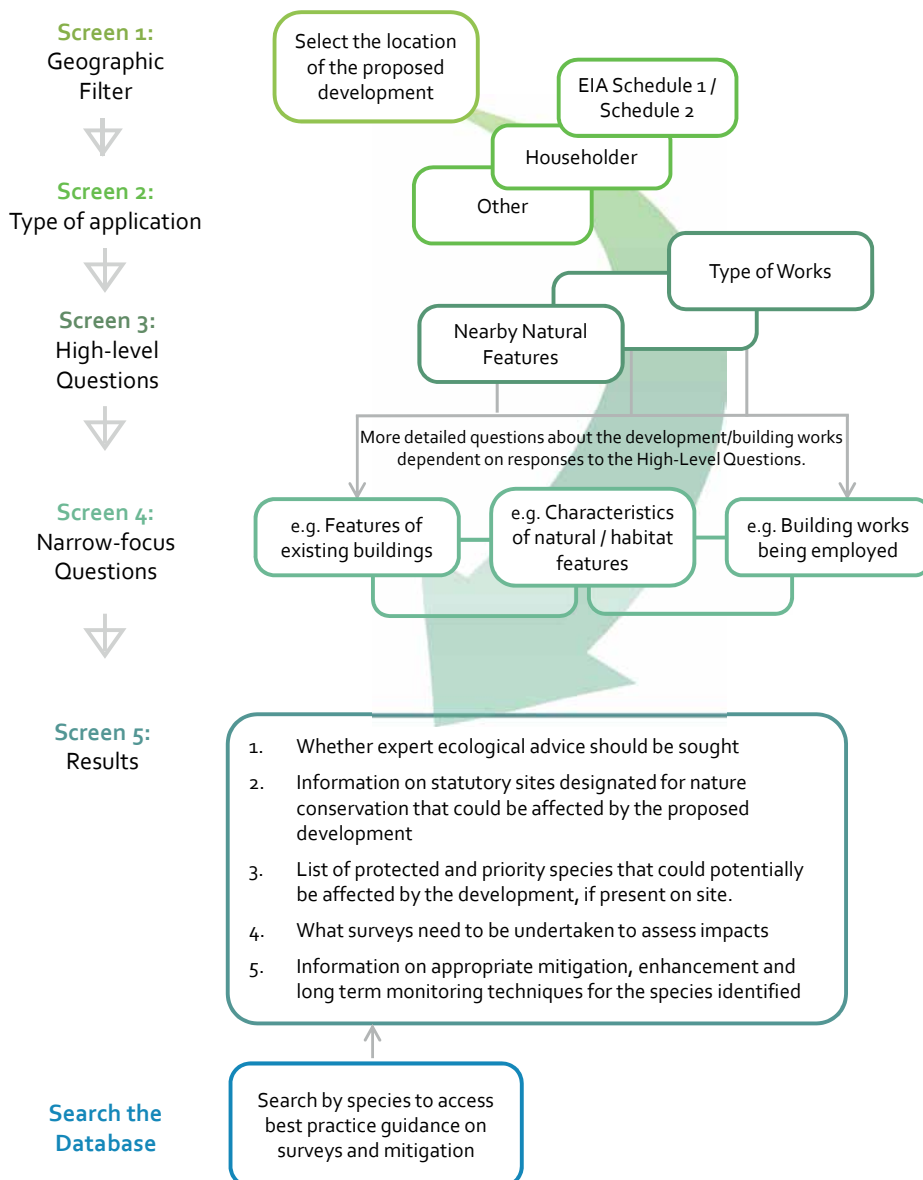 Screen 1:
Geographic
Filter
Select the location
of the proposed
development
EIA Schedule 1 /
Schedule 2
Householder
Other
Screen 2:
Type of application
Type of Works
Nearby Natural
Features
Screen 3:
High-level
Questions
More detailed questions about the development/building works
dependent on responses to the High-Level Questions.
Screen 4:
Narrow-focus
Questions
e.g. Features of
existing buildings
e.g. Characteristics
of natural / habitat
features
e.g. Building works
being employed
Screen 5:
Results
1. Whether expert ecological advice should be sought
2. Information on statutory sites designated for nature
conservation that could be affected by the proposed
development
3. List of protected and priority species that could potentially
be affected by the development, if present on site.
4. What surveys need to be undertaken to assess impacts
5. Information on appropriate mitigation, enhancement and
long term monitoring techniques for the species identified
Search the
Database
Search by species to access
best practice guidance on
surveys and mitigation